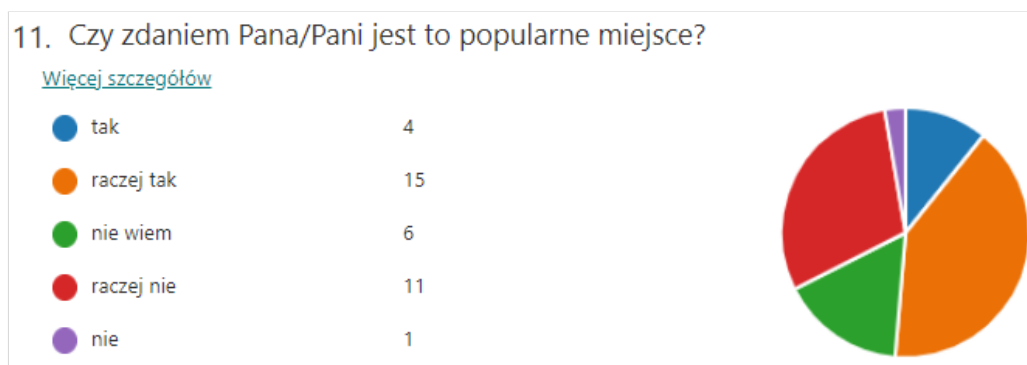 11. Czy zdaniem Pana/Pani jest to popularne miejsce?
Więcej szczegółów
tak 4
raczej tak 15
nie wiem 6
raczej nie 11
nie 1